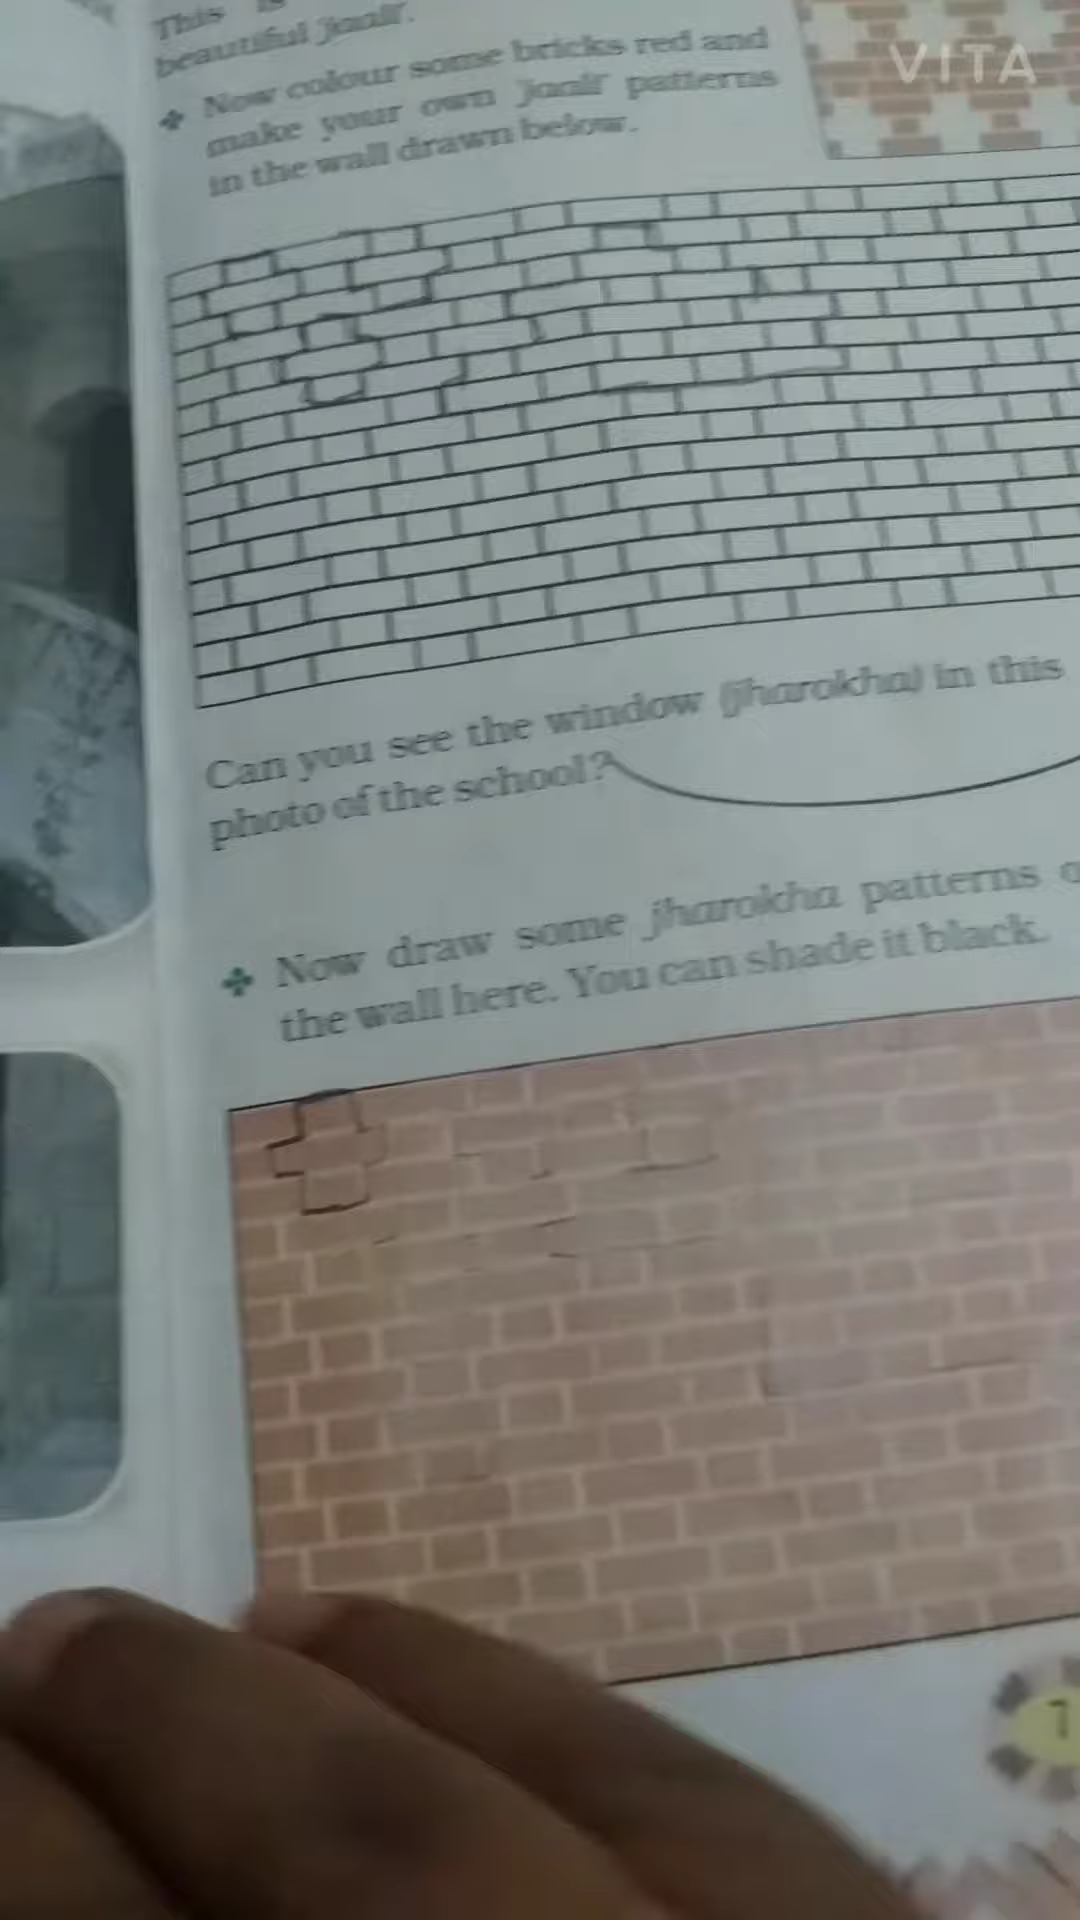 This is
beautiful 'jaali'.
VITA
✤ Now colour some bricks red and
make your own 'jaali' patterns
in the wall drawn below.
Can you see the window (jharokha) in this
photo of the school?
✤ Now draw some jharokha patterns
the wall here. You can shade it black.